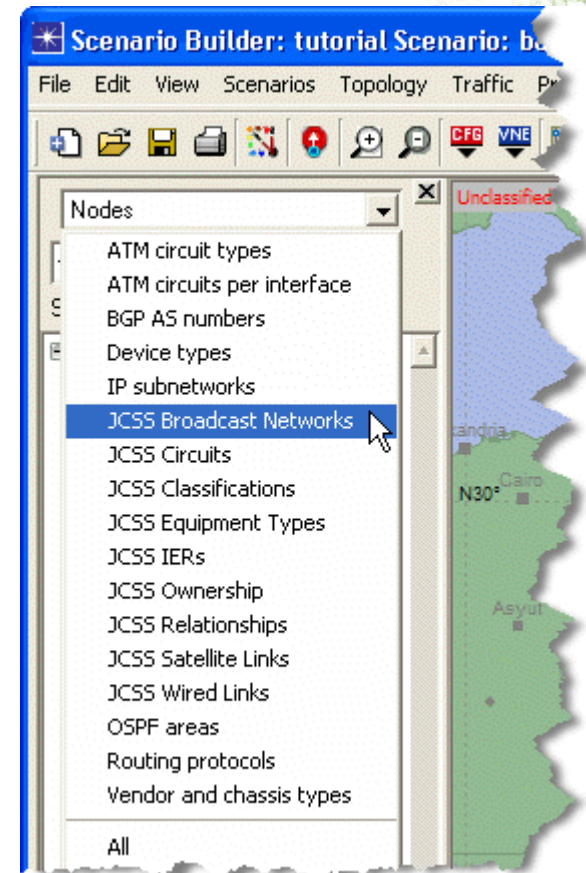 Scenario Builder: tutorial Scenario: b
File Edit View Scenarios Topology Traffic
CFG VNE
Nodes
Unclassified
ATM circuit types
ATM circuits per interface
BGP AS numbers
Device types
IP subnetworks
JCSS Broadcast Networks
JCSS Circuits
JCSS Classifications
JCSS Equipment Types
JCSS IERs
JCSS Ownership
JCSS Relationships
JCSS Satellite Links
JCSS Wired Links
OSPF areas
Routing protocols
Vendor and chassis types
All
andria
Cairo
N30°
Asyut